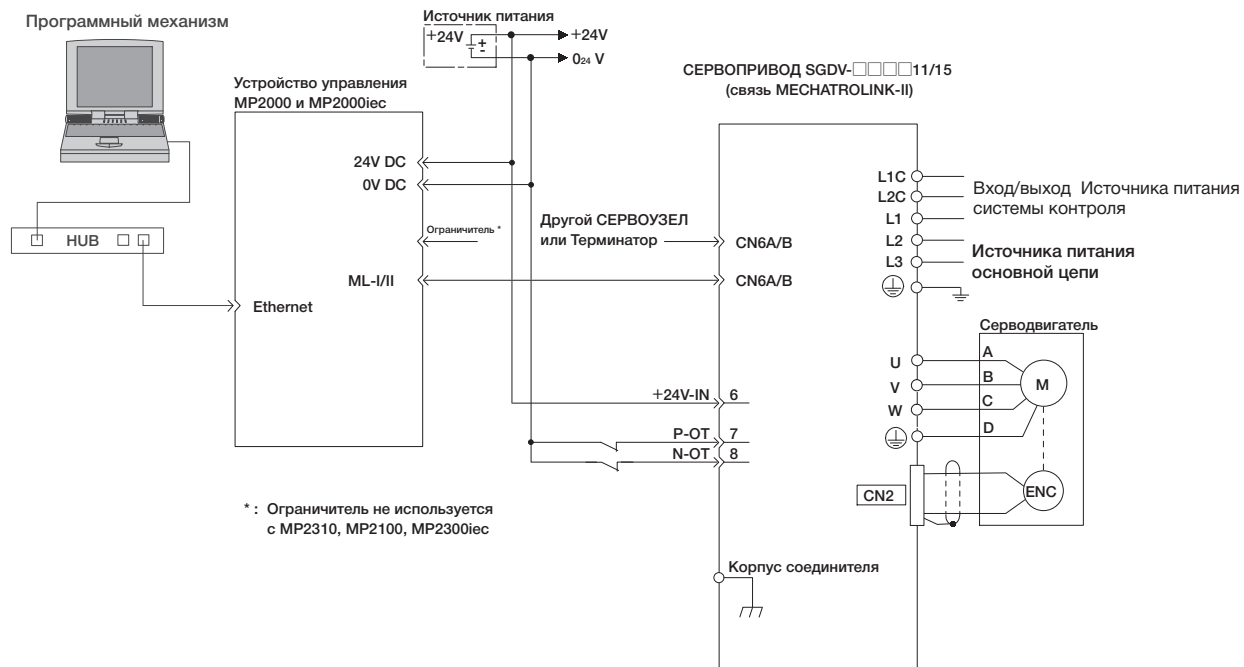 Программный механизм
Источник питания
+24V
+
-
+24V
0₂₄ V
Устройство управления
MP2000 и MP2000iec
СЕРВОПРИВОД SGDV-□□□□11/15
(связь MECHATROLINK-II)
24V DC
0V DC
Ограничитель *
ML-I/II
Ethernet
HUB
Другой СЕРВОУЗЕЛ
или Терминатор
CN6A/B
CN6A/B
L1C
L2C
L1
L2
L3
Вход/выход Источника питания
системы контроля
Источника питания
основной цепи
Серводвигатель
U
V
W
A
B
C
D
M
+24V-IN
6
P-OT
7
N-OT
8
CN2
ENC
* : Ограничитель не используется
с MP2310, MP2100, MP2300iec
Корпус соединителя